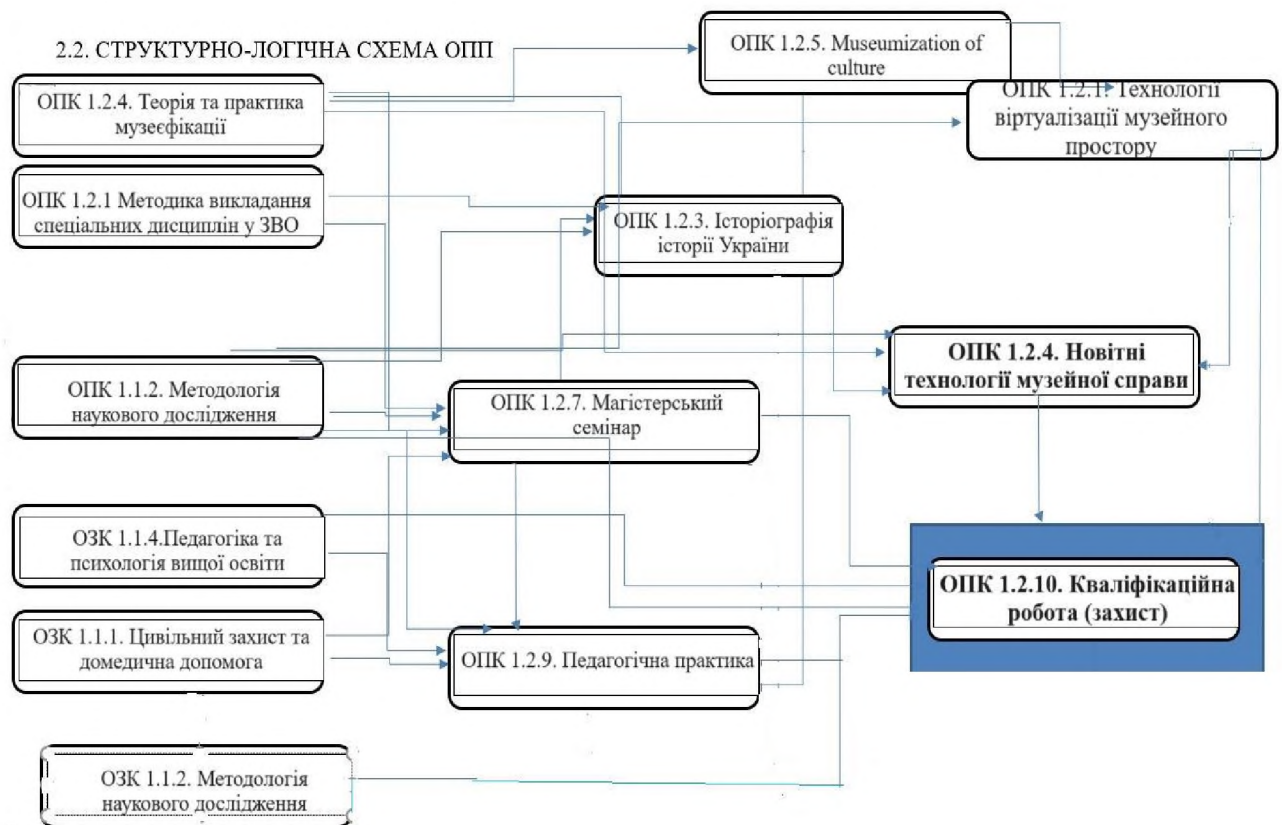 2.2. СТРУКТУРНО-ЛОГІЧНА СХЕМА ОПП
ОПК 1.2.5. Museumization of
culture
ОПК 1.2.4. Теорія та практика
музеєфікації
ОПК 1.2.1. Технології
віртуалізації музейного
простору
ОПК 1.2.1 Методика викладання
спеціальних дисциплін у ЗВО
ОПК 1.2.3. Історіографія
історії України
ОПК 1.2.4. Новітні
технології музейної справи
ОПК 1.1.2. Методологія
наукового дослідження
ОПК 1.2.7. Магістерський
семінар
ОЗК 1.1.4.Педагогіка та
психологія вищої освіти
ОПК 1.2.10. Кваліфікаційна
робота (захист)
ОЗК 1.1.1. Цивільний захист та
домедична допомога
ОПК 1.2.9. Педагогічна практика
ОЗК 1.1.2. Методологія
наукового дослідження